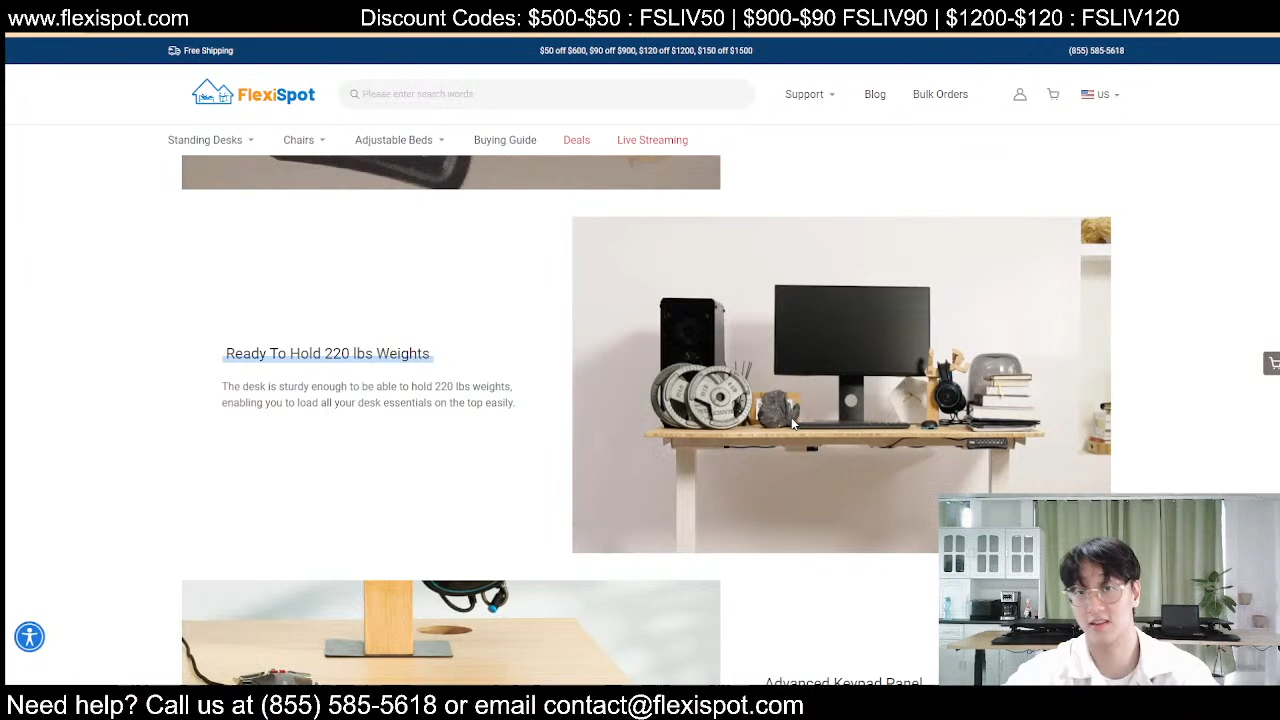 www.flexispot.com
Discount Codes: $500-$50 : FSLIV50 | $900-$90 FSLIV90 | $1200-$120 : FSLIV120
Free Shipping
$50 off $600, $90 off $900, $120 off $1200, $150 off $1500
(855) 585-5618
FlexiSpot
Please enter search words
Support
Blog
Bulk Orders
US
Standing Desks
Chairs
Adjustable Beds
Buying Guide
Deals
Live Streaming
Ready To Hold 220 lbs Weights
The desk is sturdy enough to be able to hold 220 lbs weights,
enabling you to load all your desk essentials on the top easily.
Advanced Keypad Panel
Need help? Call us at (855) 585-5618 or email contact@flexispot.com